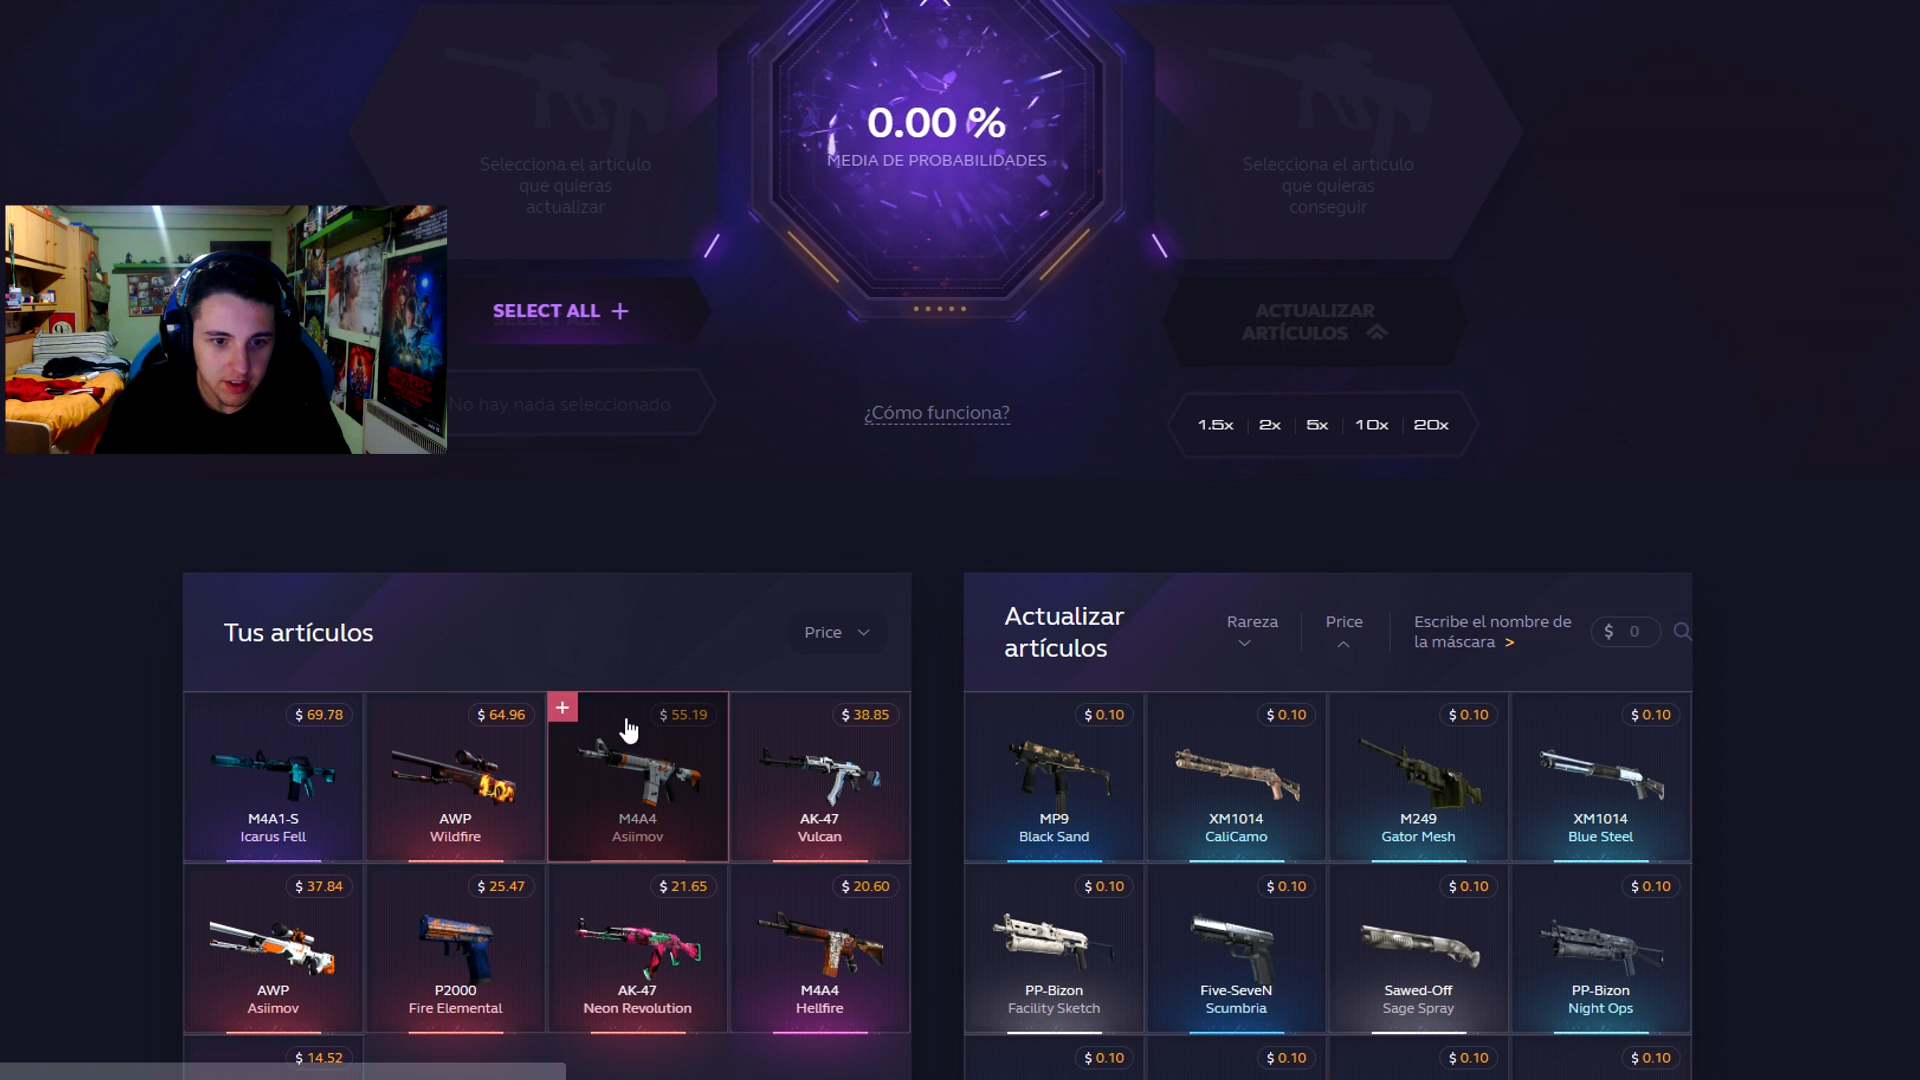 0.00 %
MEDIA DE PROBABILIDADES
Selecciona el artículo
que quieras
actualizar
Selecciona el artículo
que quieras
conseguir
SELECT ALL +
ACTUALIZAR
ARTÍCULOS
No hay nada seleccionado
¿Cómo funciona?
1.5x 2x 5x 10x 20x
Tus artículos
Price
Actualizar
artículos
Rareza
Price
Escribe el nombre de
la máscara >
$ 0
$ 69.78
M4A1-S
Icarus Fell
$ 64.96
AWP
Wildfire
+
$ 55.19
M4A4
Asiimov
$ 38.85
AK-47
Vulcan
$ 37.84
AWP
Asiimov
$ 25.47
P2000
Fire Elemental
$ 21.65
AK-47
Neon Revolution
$ 20.60
M4A4
Hellfire
$ 14.52
$ 0.10
MP9
Black Sand
$ 0.10
XM1014
CaliCamo
$ 0.10
M249
Gator Mesh
$ 0.10
XM1014
Blue Steel
$ 0.10
PP-Bizon
Facility Sketch
$ 0.10
Five-SeveN
Scumbria
$ 0.10
Sawed-Off
Sage Spray
$ 0.10
PP-Bizon
Night Ops
$ 0.10
$ 0.10
$ 0.10
$ 0.10